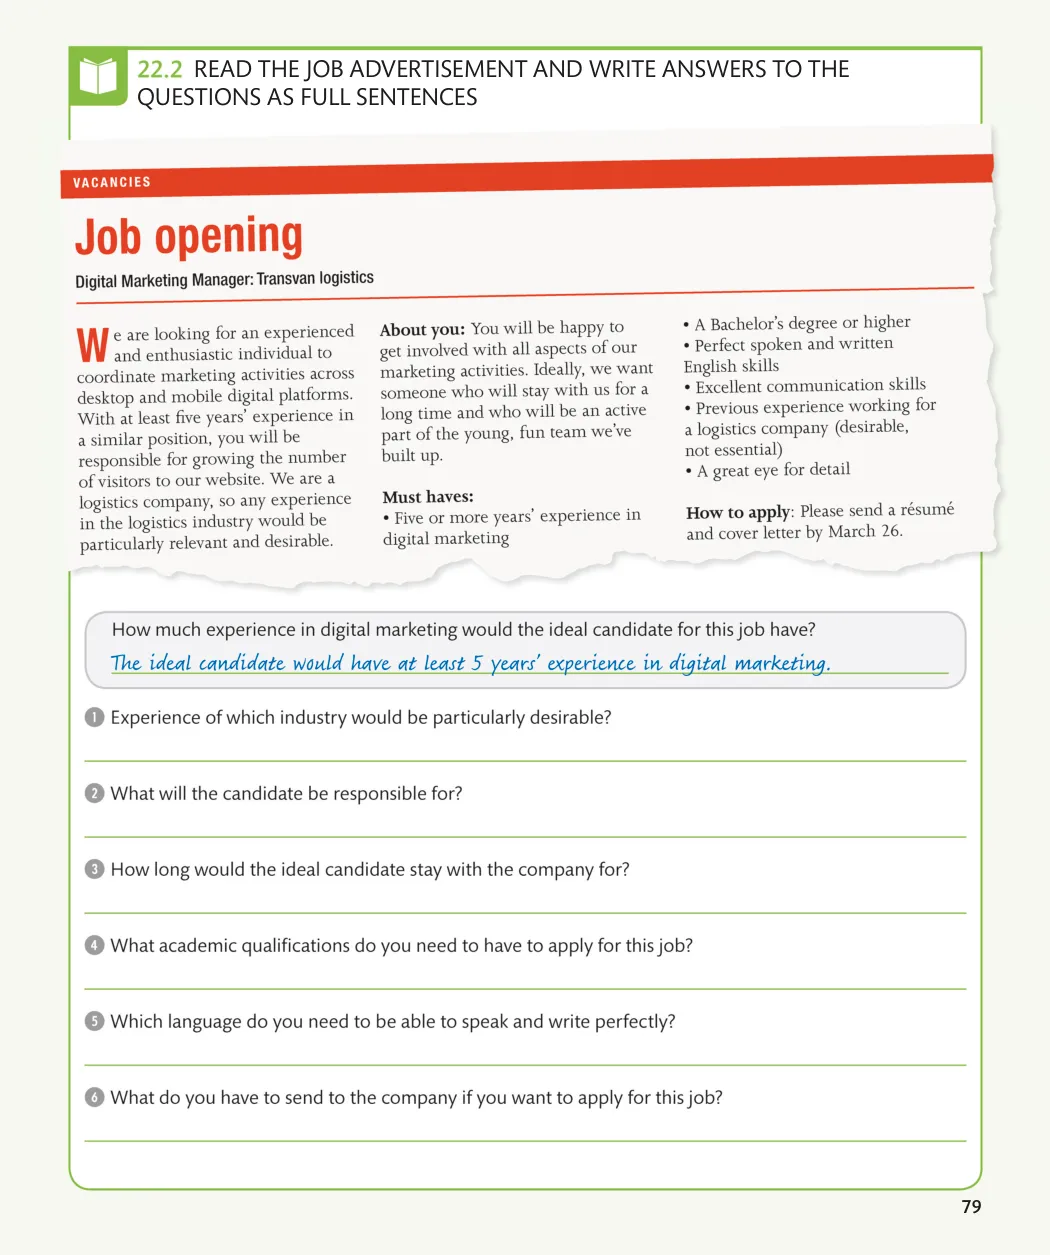 22.2 READ THE JOB ADVERTISEMENT AND WRITE ANSWERS TO THE
QUESTIONS AS FULL SENTENCES
VACANCIES
Job opening
Digital Marketing Manager: Transvan logistics
We are looking for an experienced
and enthusiastic individual to
coordinate marketing activities across
desktop and mobile digital platforms.
With at least five years’ experience in
a similar position, you will be
responsible for growing the number
of visitors to our website. We are a
logistics company, so any experience
in the logistics industry would be
particularly relevant and desirable.
About you: You will be happy to
get involved with all aspects of our
marketing activities. Ideally, we want
someone who will stay with us for a
long time and who will be an active
part of the young, fun team we’ve
built up.
Must haves:
• Five or more years’ experience in
digital marketing
• A Bachelor’s degree or higher
• Perfect spoken and written
English skills
• Excellent communication skills
• Previous experience working for
a logistics company (desirable,
not essential)
• A great eye for detail
How to apply: Please send a résumé
and cover letter by March 26.
How much experience in digital marketing would the ideal candidate for this job have?
The ideal candidate would have at least 5 years’ experience in digital marketing.
1 Experience of which industry would be particularly desirable?
2 What will the candidate be responsible for?
3 How long would the ideal candidate stay with the company for?
4 What academic qualifications do you need to have to apply for this job?
5 Which language do you need to be able to speak and write perfectly?
6 What do you have to send to the company if you want to apply for this job?
79